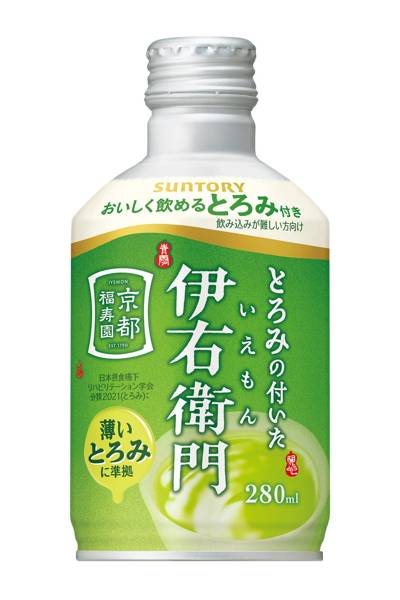 SUNTORY
おいしく飲めるとろみ付き
飲み込みが難しい方向け
とろみの付いた
いえもん
伊右衛門
IYEMON
京都
福寿園
EST.1790
日本摂食嚥下
リハビリテーション学会
分類2021(とろみ)に
薄い
とろみ
に準拠
280ml